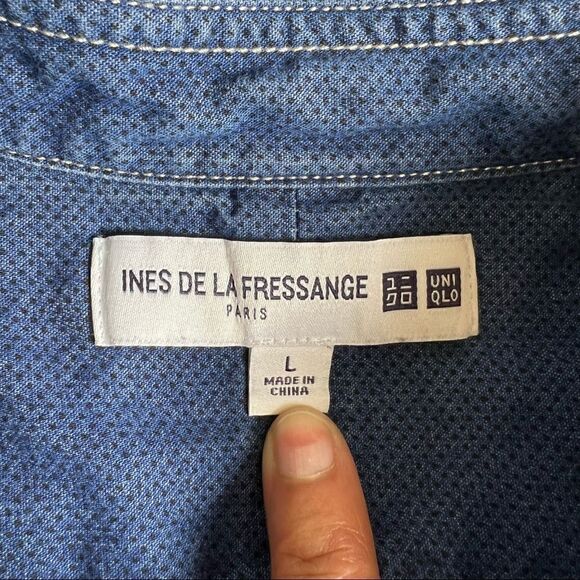 INES DE LA FRESSANGE
PARIS
ユニ
クロ
UNI
QLO
L
MADE IN
CHINA